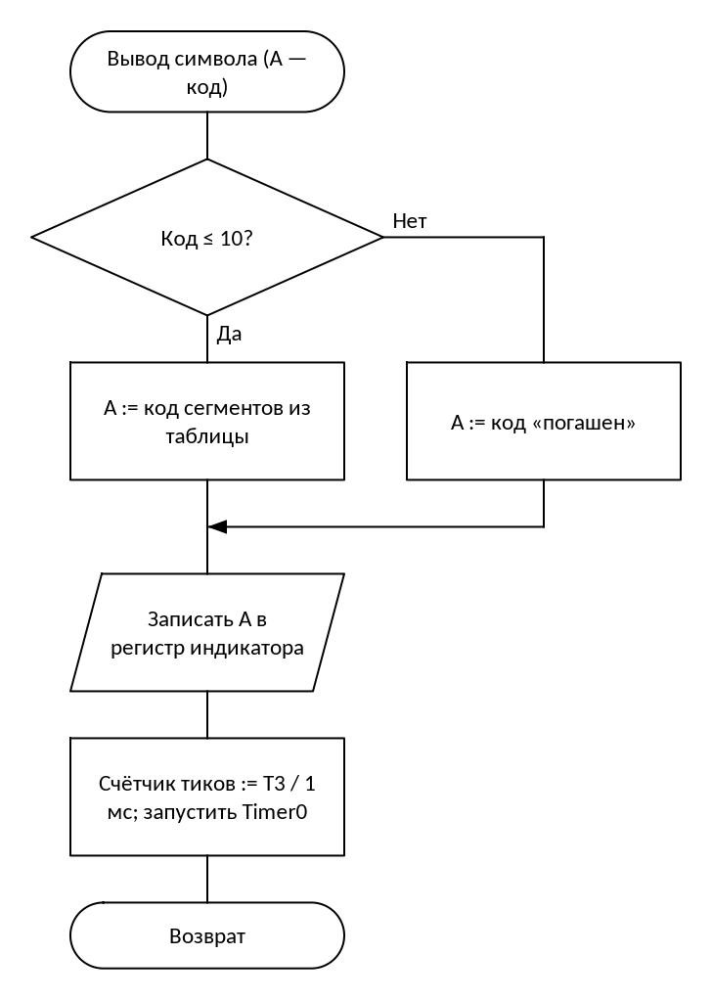 Вывод символа (A —
код)
Код ≤ 10?
Нет
Да
A := код сегментов из
таблицы
A := код «погашен»
Записать A в
регистр индикатора
Счётчик тиков := T3 / 1
мс; запустить Timer0
Возврат